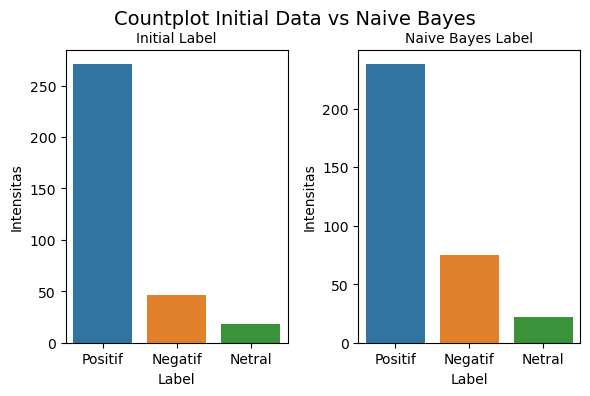 Countplot Initial Data vs Naive Bayes
Initial Label
Intensitas
250
200
150
100
50
0
Positif Negatif Netral
Label
Naive Bayes Label
Intensitas
200
150
100
50
0
Positif Negatif Netral
Label